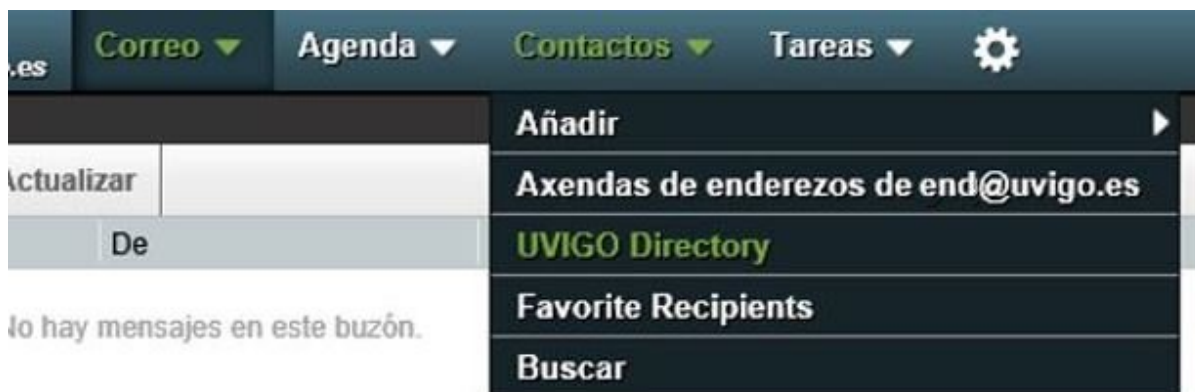 .es Correo Agenda Contactos Tareas
Añadir
Actualizar
Axendas de enderezos de end@uvigo.es
De
UVIGO Directory
Favorite Recipients
No hay mensajes en este buzón.
Buscar